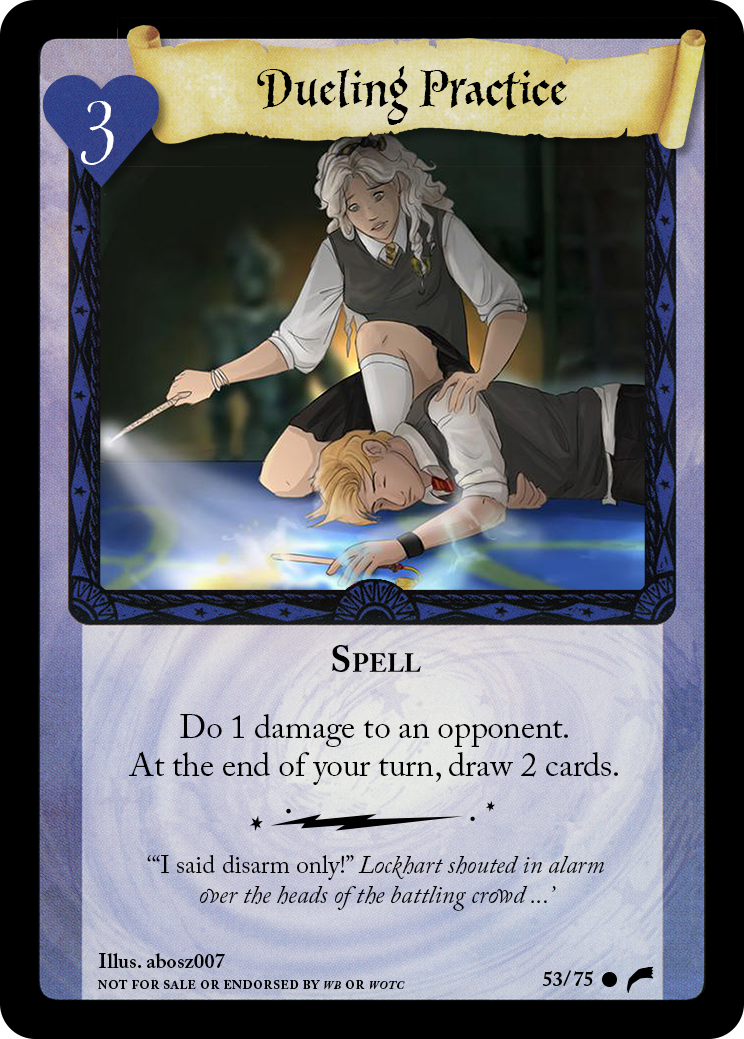 Dueling Practice
3
SPELL
Do 1 damage to an opponent.
At the end of your turn, draw 2 cards.
‘“I said disarm only!” Lockhart shouted in alarm
over the heads of the battling crowd ...’
Illus. abosz007
NOT FOR SALE OR ENDORSED BY WB OR WOTC
53/75